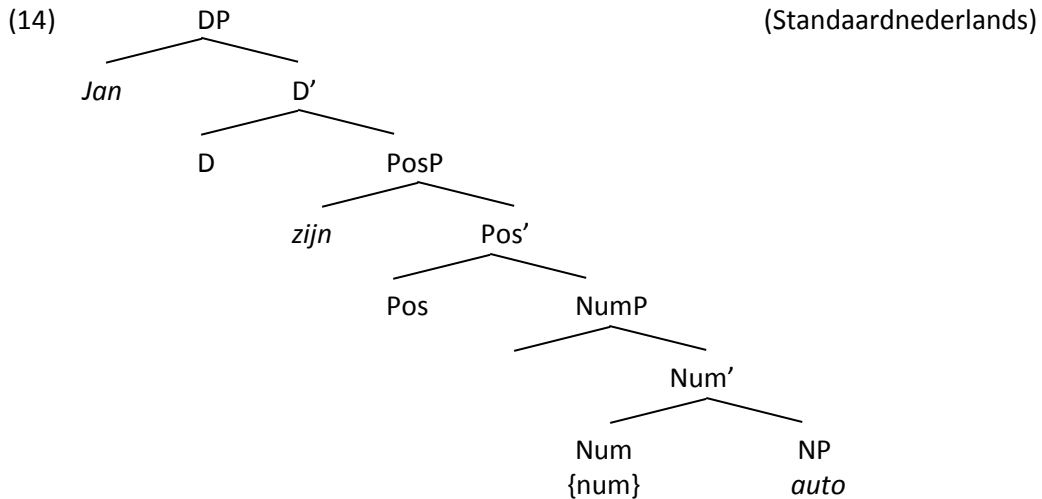 (14) DP (Standaardnederlands)
Jan D’
D PosP
zijn Pos’
Pos NumP
Num’
Num NP
{num} auto